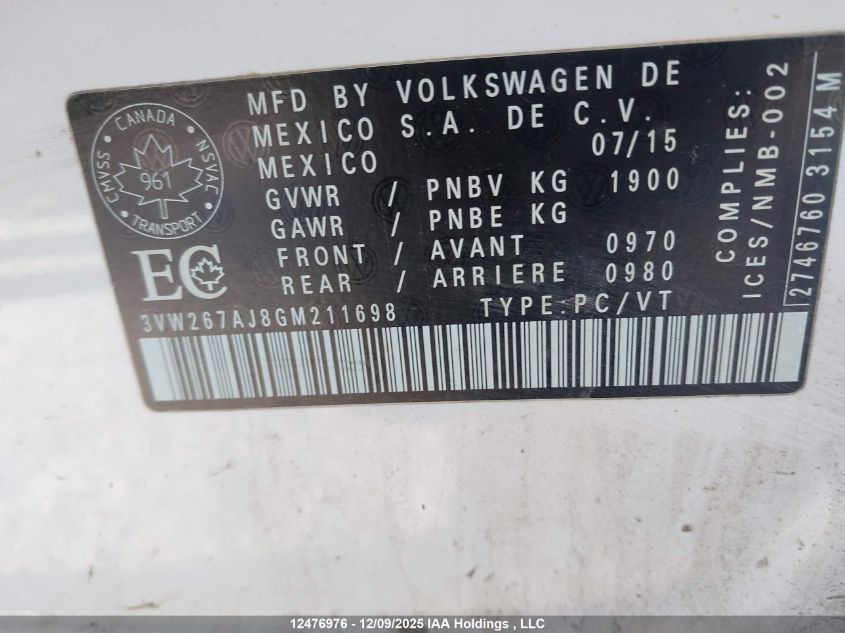 MFD BY VOLKSWAGEN DE
MEXICO S.A. DE C.V.
MEXICO 07/15
GVWR / PNBV KG 1900
GAWR / PNBE KG
FRONT / AVANT 0970
REAR / ARRIERE 0980
3VW267AJ8GM211698 TYPE:PC/VT
CANADA
CMVSS NSVAC
961
TRANSPORT
EC
COMPLIES:
ICES/NMB-002
2746760 3154 M
12476976 - 12/09/2025 IAA Holdings , LLC